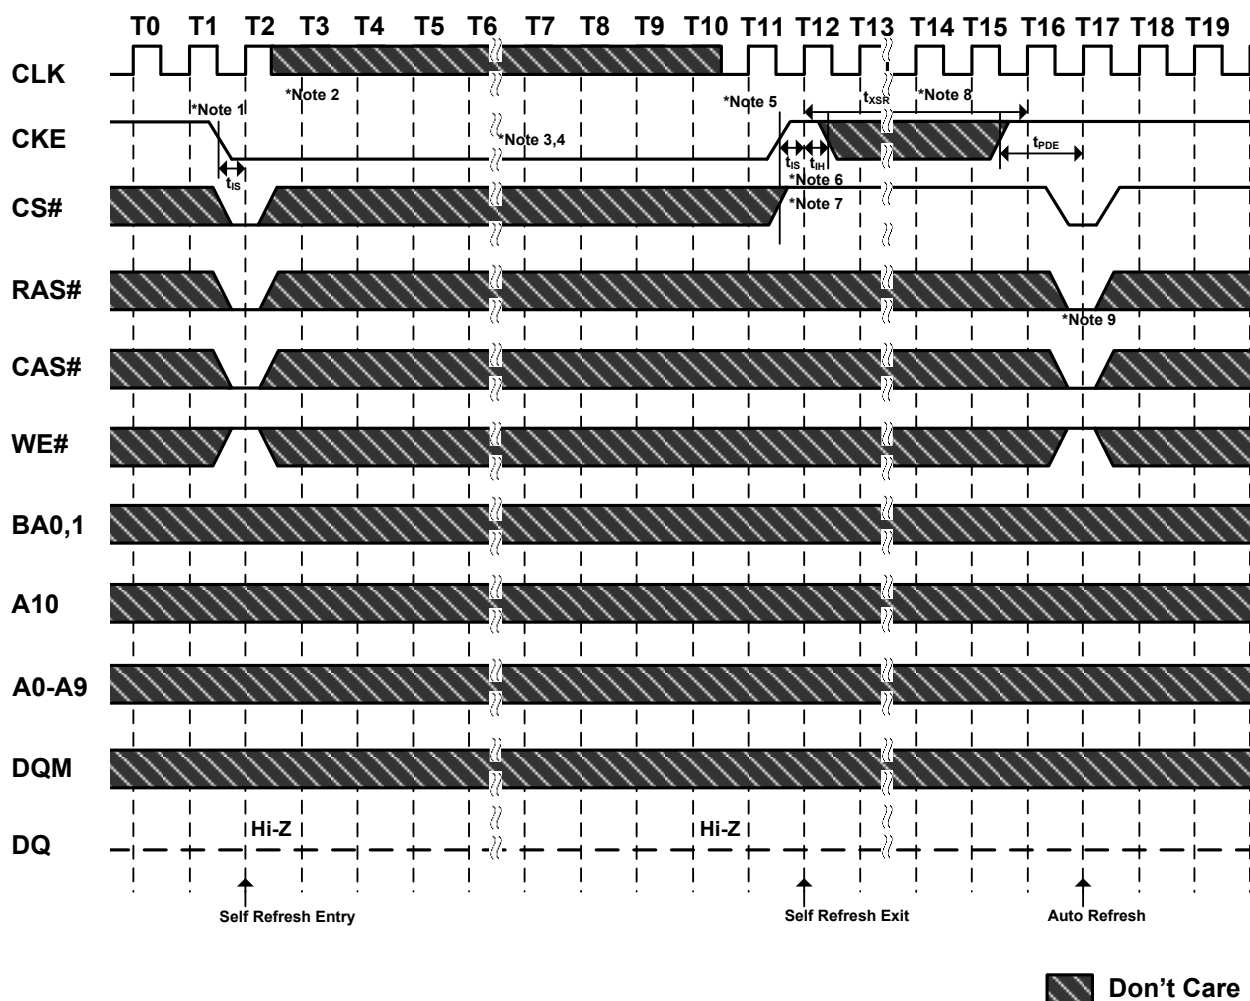 T0 T1 T2 T3 T4 T5 T6 T7 T8 T9 T10 T11 T12 T13 T14 T15 T16 T17 T18 T19
CLK
*Note 1
*Note 2
*Note 5
tXSR
*Note 8
CKE
*Note 3,4
tIS
tIS
tIH
tPDE
*Note 6
CS#
*Note 7
RAS#
*Note 9
CAS#
WE#
BA0,1
A10
A0-A9
DQM
DQ
Hi-Z
Hi-Z
Self Refresh Entry
Self Refresh Exit
Auto Refresh
Don't Care